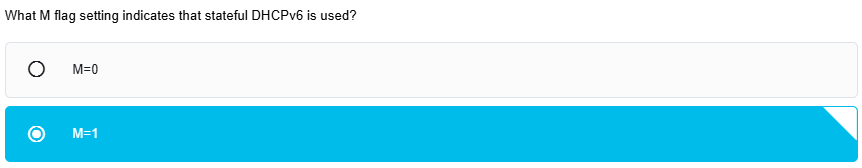 What M flag setting indicates that stateful DHCPv6 is used?
M=0
M=1